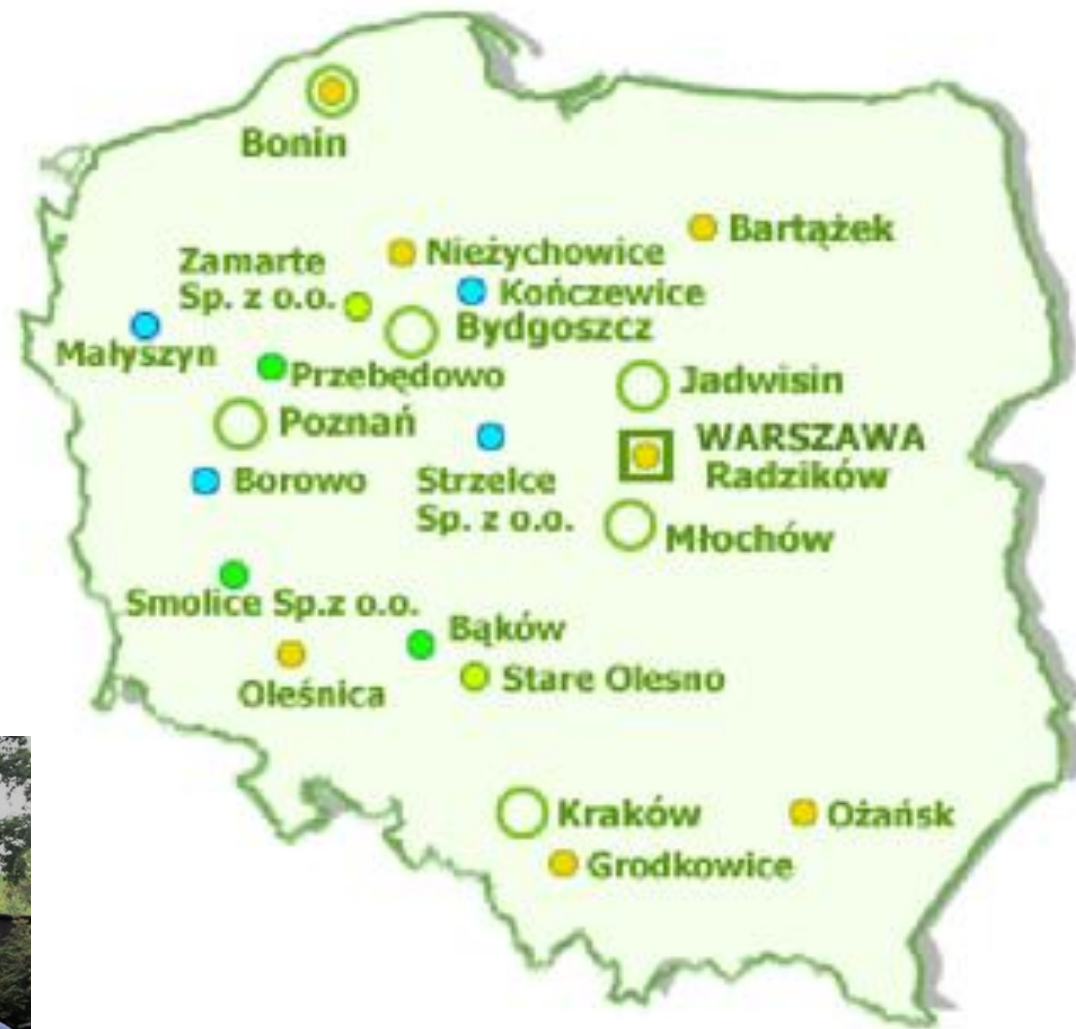 Bonin
Bartążek
Nieżychowice
Zamarte
Sp. z o.o.
Kończewice
Bydgoszcz
Małyszyn
Przebędowo
Jadwisin
Poznań
WARSZAWA
Radzików
Borowo
Strzelce
Sp. z o.o.
Młochów
Smolice Sp.z o.o.
Bąków
Oleśnica
Stare Olesno
Kraków
Ożańsk
Grodkowice